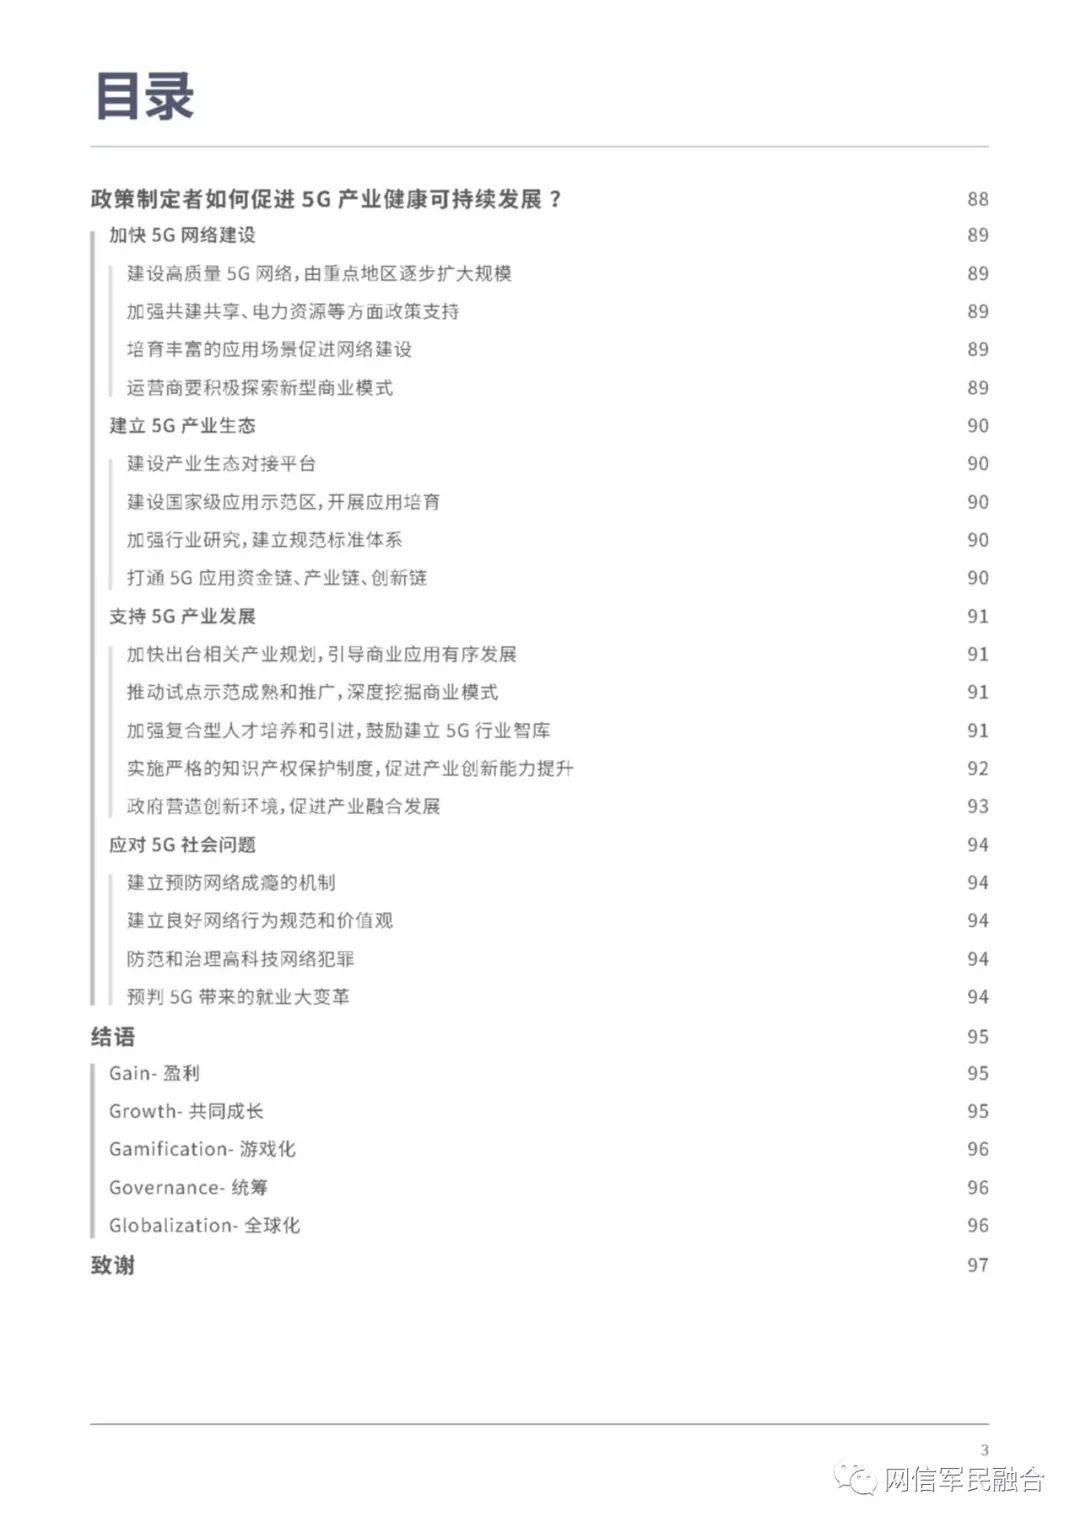 目录
政策制定者如何促进 5G 产业健康可持续发展？ 88
加快 5G 网络建设 89
建设高质量 5G 网络，由重点地区逐步扩大规模 89
加强共建共享、电力资源等方面政策支持 89
培育丰富的应用场景促进网络建设 89
运营商要积极探索新型商业模式 89
建立 5G 产业生态 90
建设产业生态对接平台 90
建设国家级应用示范区，开展应用培育 90
加强行业研究，建立规范标准体系 90
打通 5G 应用资金链、产业链、创新链 90
支持 5G 产业发展 91
加快出台相关产业规划，引导商业应用有序发展 91
推动试点示范成熟和推广，深度挖掘商业模式 91
加强复合型人才培养和引进，鼓励建立 5G 行业智库 91
实施严格的知识产权保护制度，促进产业创新能力提升 92
政府营造创新环境，促进产业融合发展 93
应对 5G 社会问题 94
建立预防网络成瘾的机制 94
建立良好网络行为规范和价值观 94
防范和治理高科技网络犯罪 94
预判 5G 带来的就业大变革 94
结语 95
Gain- 盈利 95
Growth- 共同成长 95
Gamification- 游戏化 96
Governance- 统筹 96
Globalization- 全球化 96
致谢 97
3
网信军民融合